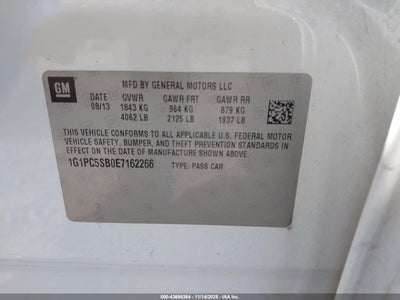 GM
MFD BY GENERAL MOTORS LLC
DATE GVWR GAWR FRT GAWR RR
08/13 1843 KG 964 KG 879 KG
4062 LB 2125 LB 1937 LB
THIS VEHICLE CONFORMS TO ALL APPLICABLE U.S. FEDERAL MOTOR
VEHICLE SAFETY, BUMPER, AND THEFT PREVENTION STANDARDS
IN EFFECT ON THE DATE OF MANUFACTURE SHOWN ABOVE.
1G1PC5SB0E7162266 TYPE: PASS CAR
500-43698364 - 11/14/2025 - IAA Inc.